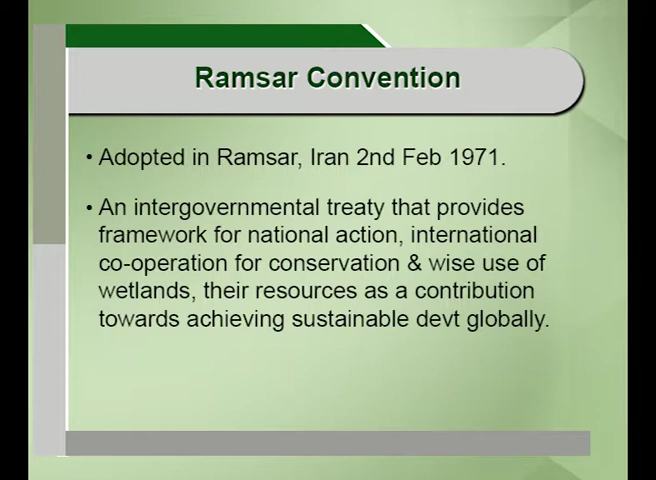 Ramsar Convention
• Adopted in Ramsar, Iran 2nd Feb 1971.
• An intergovernmental treaty that provides
framework for national action, international
co-operation for conservation & wise use of
wetlands, their resources as a contribution
towards achieving sustainable devt globally.